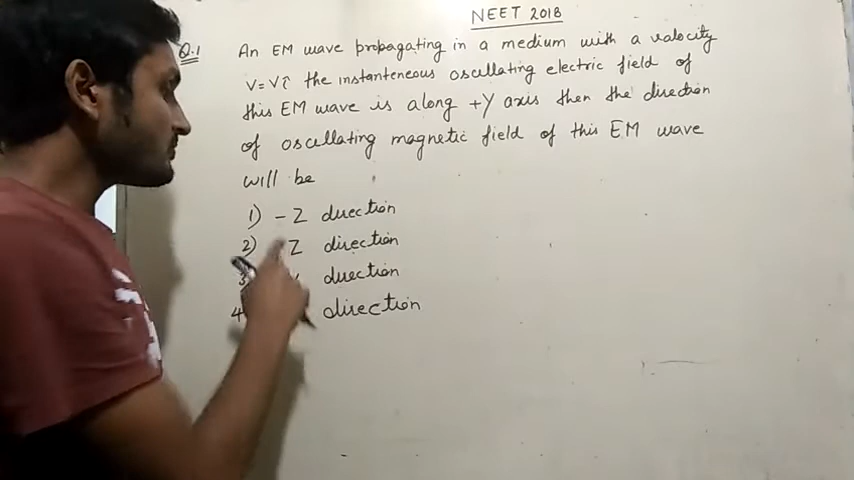 NEET 2018
Q.1 An EM wave propagating in a medium with a velocity
V=Vî the instenteneous oscillating electric field of
this EM wave is along +Y axis then the direction
of oscillating magnetic field of this EM wave
will be
1) -Z direction
2) Z direction
3) direction
4 direction